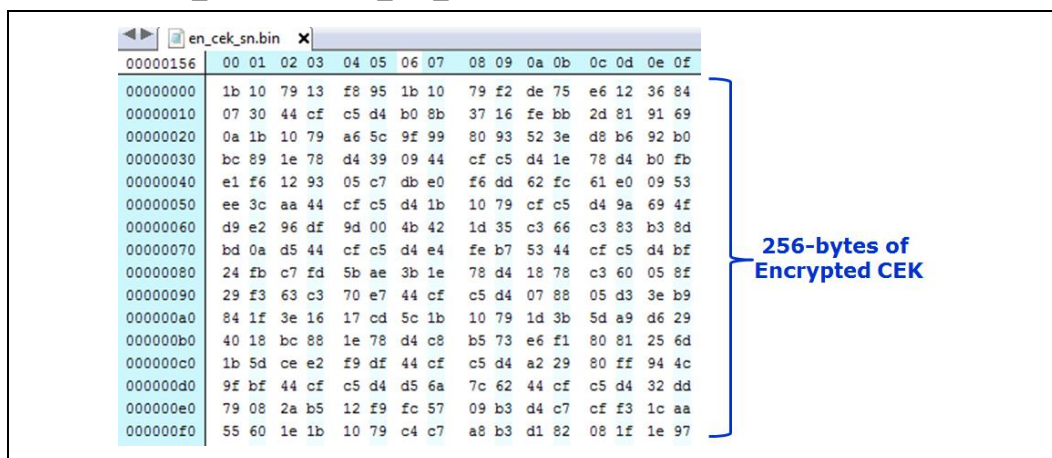 en_cek_sn.bin
00000156 00 01 02 03 04 05 06 07 08 09 0a 0b 0c 0d 0e 0f
00000000 1b 10 79 13 f8 95 1b 10 79 f2 de 75 e6 12 36 84
00000010 07 30 44 cf c5 d4 b0 8b 37 16 fe bb 2d 81 91 69
00000020 0a 1b 10 79 a6 5c 9f 99 80 93 52 3e d8 b6 92 b0
00000030 bc 89 1e 78 d4 39 09 44 cf c5 d4 1e 78 d4 b0 fb
00000040 e1 f6 12 93 05 c7 db e0 f6 dd 62 fc 61 e0 09 53
00000050 ee 3c aa 44 cf c5 d4 1b 10 79 cf c5 d4 9a 69 4f
00000060 d9 e2 96 df 9d 00 4b 42 1d 35 c3 66 c3 83 b3 8d
00000070 bd 0a d5 44 cf c5 d4 e4 fe b7 53 44 cf c5 d4 bf
00000080 24 fb c7 fd 5b ae 3b 1e 78 d4 18 78 c3 60 05 8f
00000090 29 f3 63 c3 70 e7 44 cf c5 d4 07 88 05 d3 3e b9
000000a0 84 1f 3e 16 17 cd 5c 1b 10 79 1d 3b 5d a9 d6 29
000000b0 40 18 bc 88 1e 78 d4 c8 b5 73 e6 f1 80 81 25 6d
000000c0 1b 5d ce e2 f9 df 44 cf c5 d4 a2 29 80 ff 94 4c
000000d0 9f bf 44 cf c5 d4 d5 6a 7c 62 44 cf c5 d4 32 dd
000000e0 79 08 2a b5 12 f9 fc 57 09 b3 d4 c7 cf f3 1c aa
000000f0 55 60 1e 1b 10 79 c4 c7 a8 b3 d1 82 08 1f 1e 97
256-bytes of
Encrypted CEK